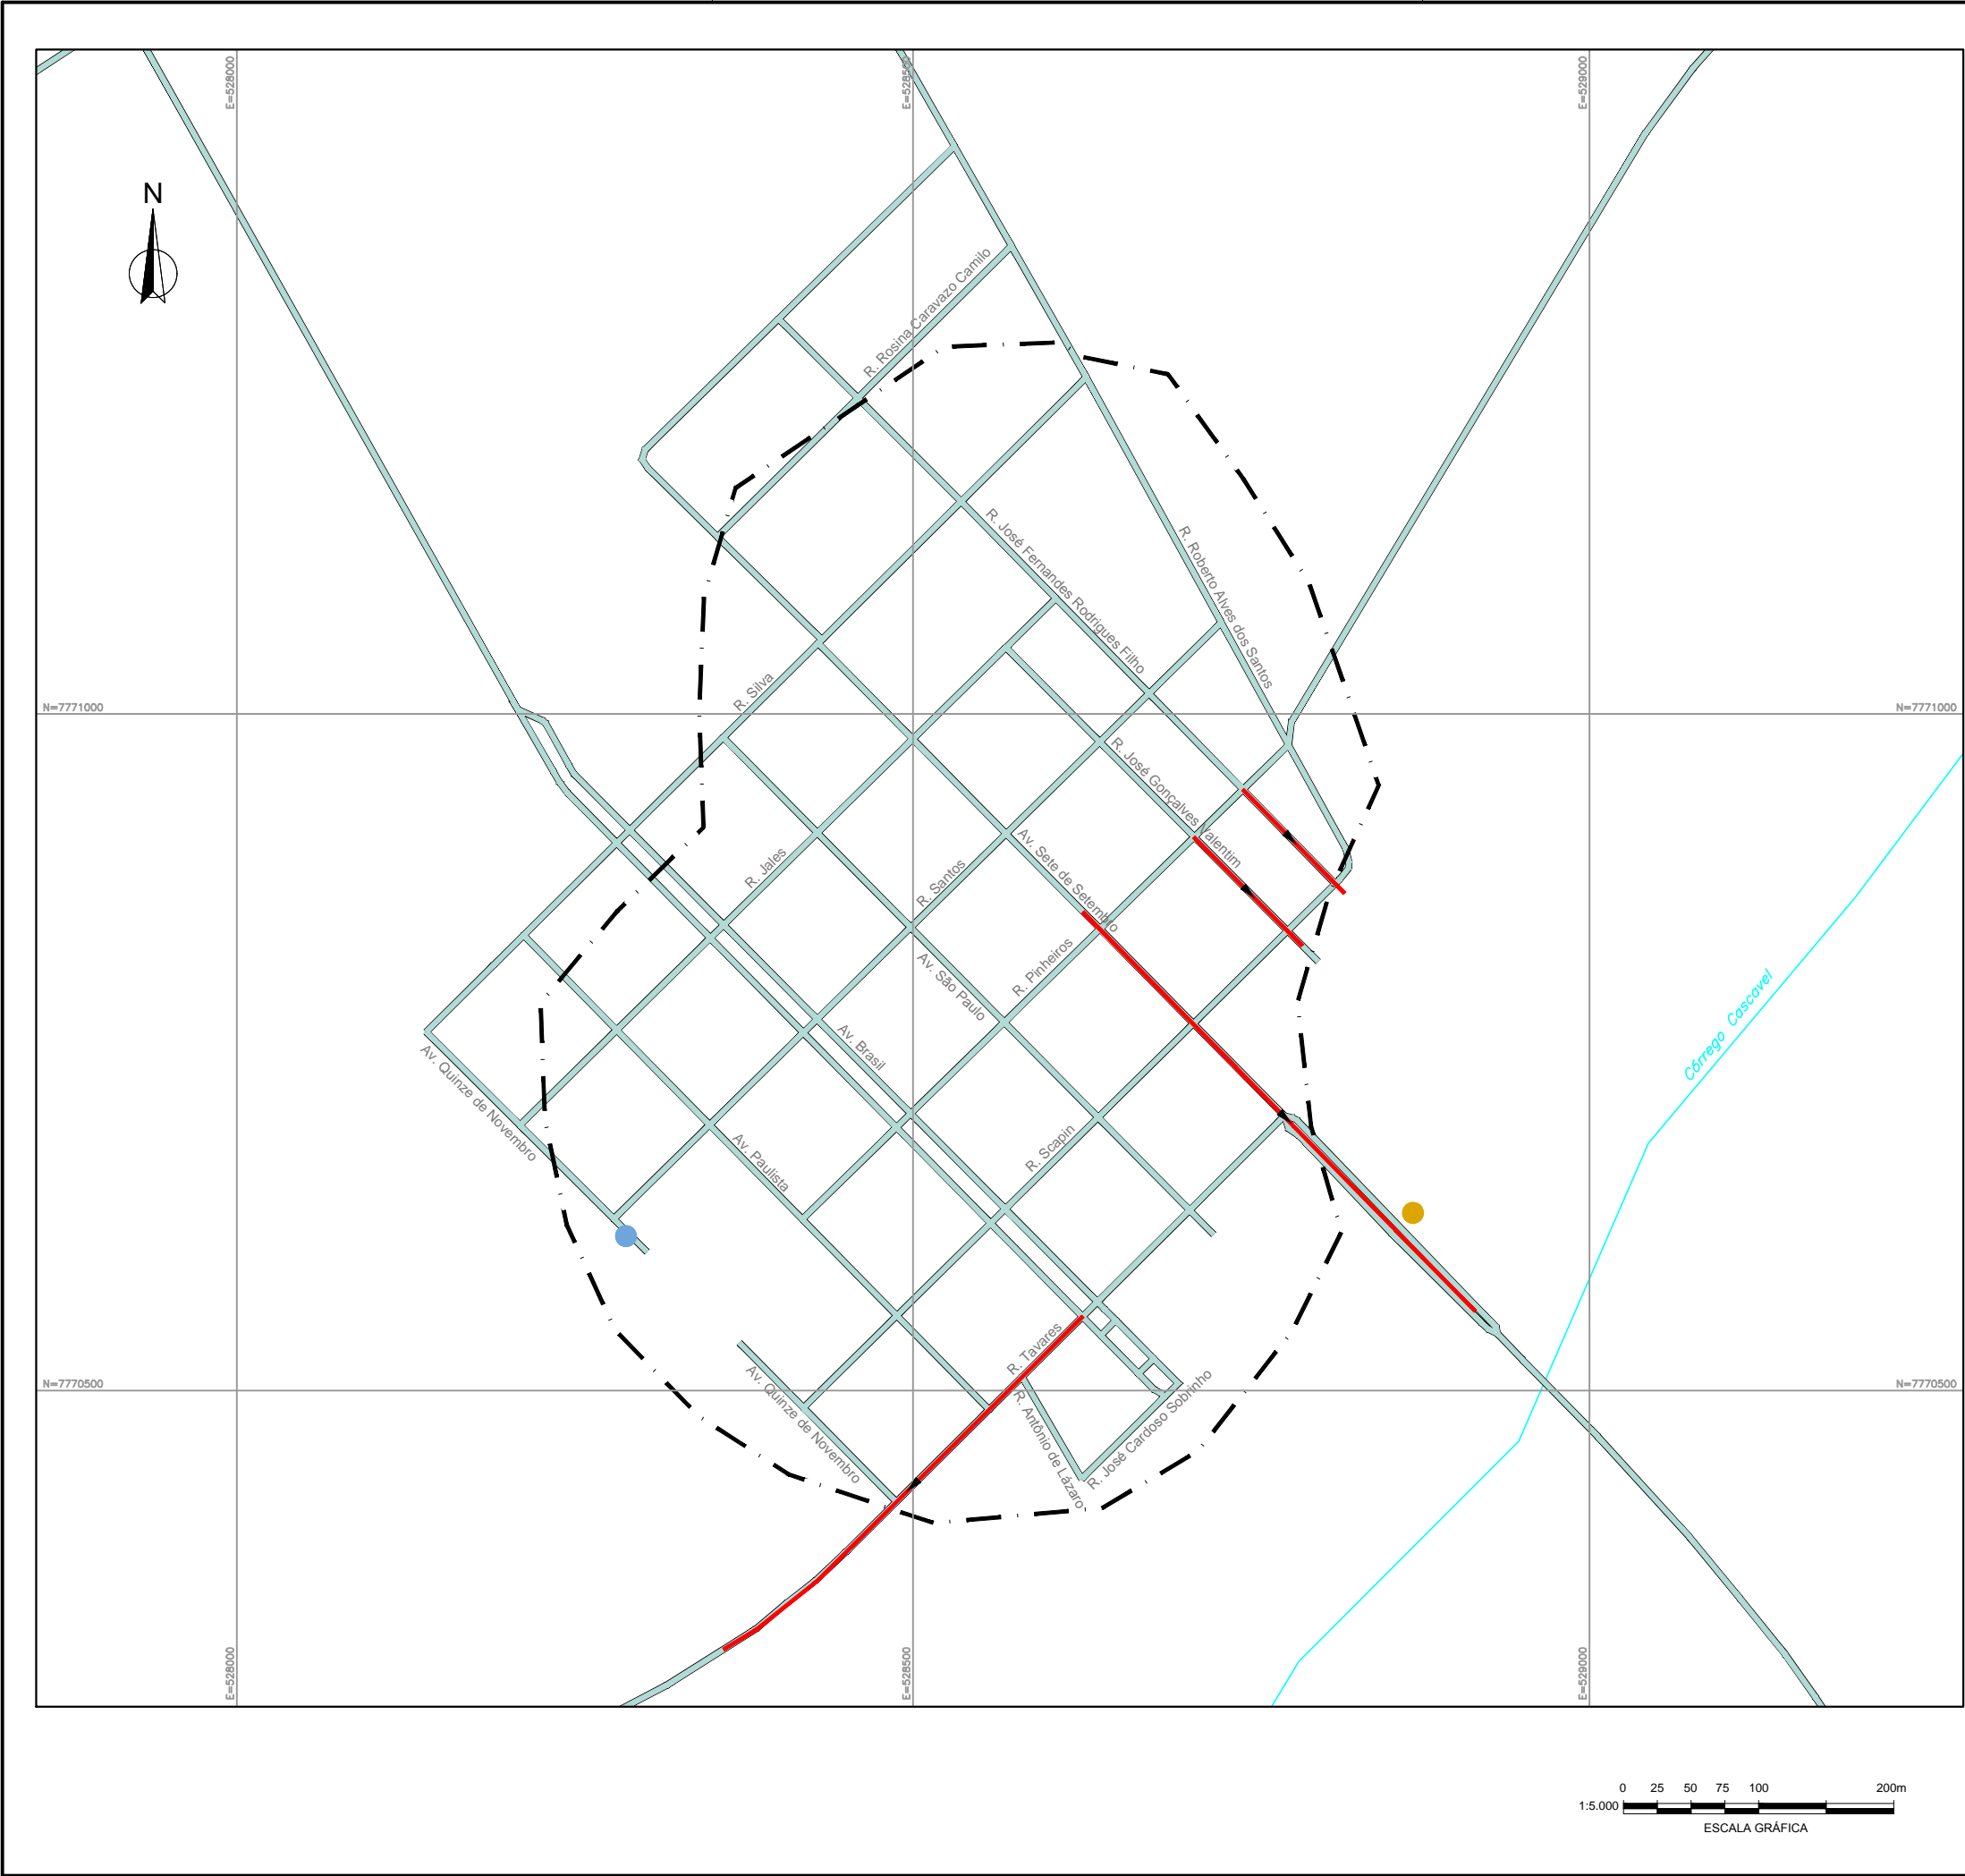 E=528000
E=528500
E=529000
N
R. Rosina Caravazo Camilo
R. José Fernandes Rodrigues Filho
R. Roberto Alves dos Santos
R. Silva
N=7771000
N=7771000
R. José Gonçalves Valentim
R. Jales
R. Santos
Av. Sete de Setembro
R. Pinheiros
Av. São Paulo
Córrego Cascavel
Av. Brasil
Av. Quinze de Novembro
Av. Paulista
R. Scapin
R. Tavares
N=7770500
N=7770500
Av. Quinze de Novembro
R. Antônio de Lázaro
R. José Cardoso Sobrinho
E=528000
E=528500
E=529000
0 25 50 75 100 200m
1:5.000
ESCALA GRÁFICA